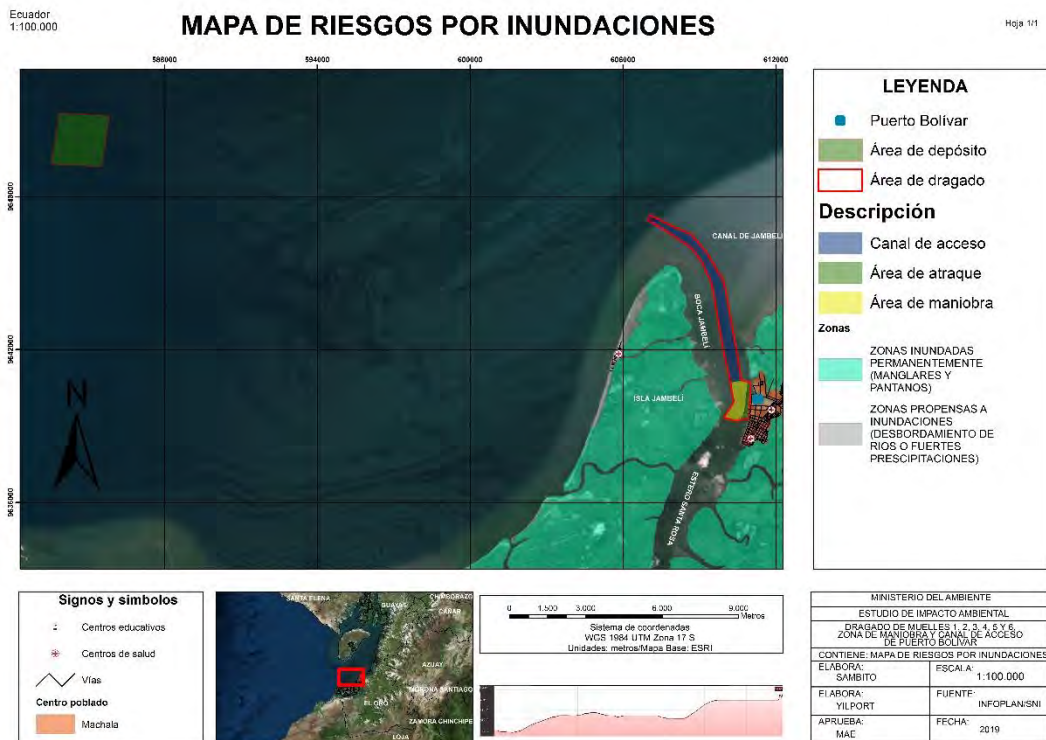 Ecuador
1:100.000
MAPA DE RIESGOS POR INUNDACIONES
Hoja 1/1
588000
594000
600000
606000
612000
9648000
9642000
9636000
CANAL DE JAMBELÍ
BOCA JAMBELÍ
ISLA JAMBELÍ
ESTERO SANTA ROSA
N
LEYENDA
Puerto Bolívar
Área de depósito
Área de dragado
Descripción
Canal de acceso
Área de atraque
Área de maniobra
Zonas
ZONAS INUNDADAS
PERMANENTEMENTE
(MANGLARES Y
PANTANOS)
ZONAS PROPENSAS A
INUNDACIONES
(DESBORDAMIENTO DE
RIOS O FUERTES
PRESCIPITACIONES)
Signos y simbolos
Centros educativos
Centros de salud
Vías
Centro poblado
Machala
SANTA ELENA
GUAYAS
CHIMBORAZO
CAÑAR
AZUAY
MORONA SANTIAGO
EL ORO
ZAMORA CHINCHIPE
LOJA
0 1.500 3.000 6.000 9.000
Metros
Sistema de coordenadas
WCS 1984 UTM Zona 17 S
Unidades: metros/Mapa Base: ESRI
MINISTERIO DEL AMBIENTE
ESTUDIO DE IMPACTO AMBIENTAL
DRAGADO DE MUELLES 1, 2, 3, 4, 5 Y 6,
ZONA DE MANIOBRA Y CANAL DE ACCESO
DE PUERTO BOLÍVAR
CONTIENE: MAPA DE RIESGOS POR INUNDACIONES
ELABORA:
SAMBITO
ESCALA:
1:100.000
ELABORA:
YILPORT
FUENTE:
INFOPLAN/SNI
APRUEBA:
MAE
FECHA:
2019